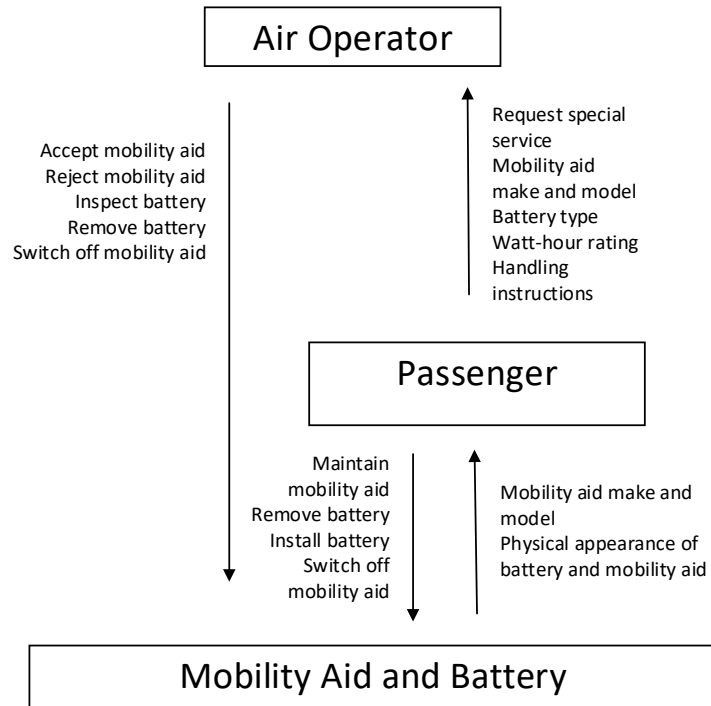 Air Operator
Accept mobility aid
Reject mobility aid
Inspect battery
Remove battery
Switch off mobility aid
Request special
service
Mobility aid
make and model
Battery type
Watt-hour rating
Handling
instructions
Passenger
Maintain
mobility aid
Remove battery
Install battery
Switch off
mobility aid
Mobility aid make and
model
Physical appearance of
battery and mobility aid
Mobility Aid and Battery